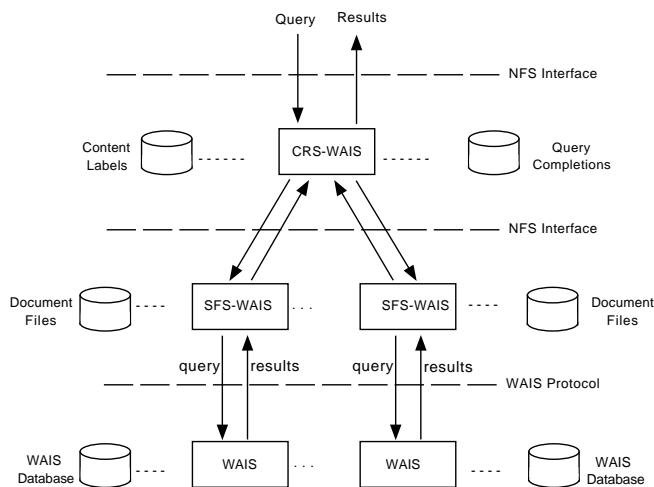 Query
Results
NFS Interface
Content
Labels
CRS-WAIS
Query
Completions
NFS Interface
Document
Files
SFS-WAIS
SFS-WAIS
Document
Files
query
results
query
results
WAIS Protocol
WAIS
Database
WAIS
WAIS
WAIS
Database